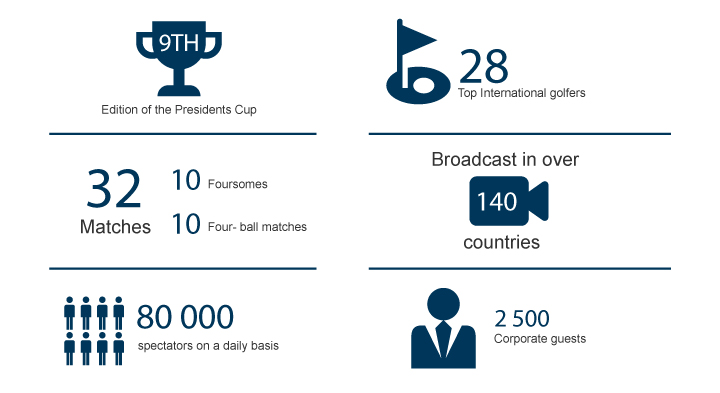 9TH
Edition of the Presidents Cup
28
Top International golfers
32
Matches
10 Foursomes
10 Four- ball matches
Broadcast in over
140
countries
80 000
spectators on a daily basis
2 500
Corporate guests